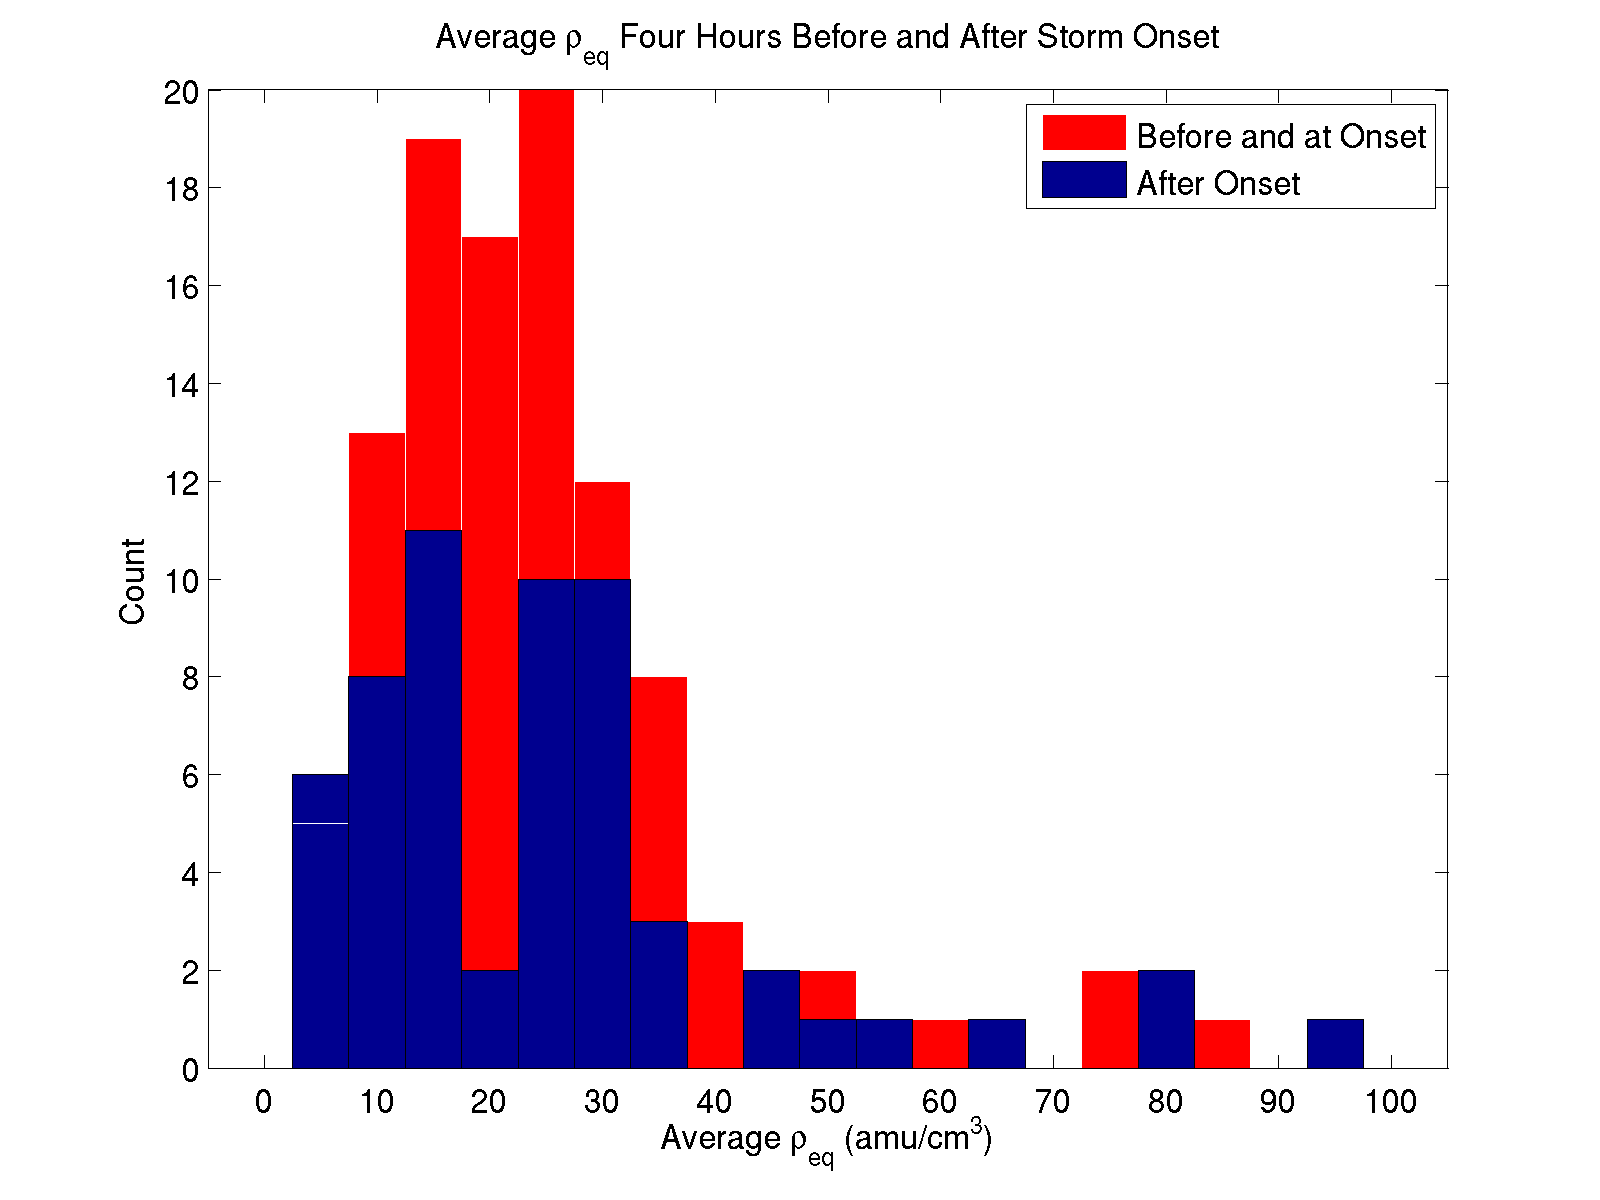 Average ρeq Four Hours Before and After Storm Onset
20
18
16
14
12
10
8
6
4
2
0
Count
Before and at Onset
After Onset
0 10 20 30 40 50 60 70 80 90 100
Average ρeq (amu/cm3)